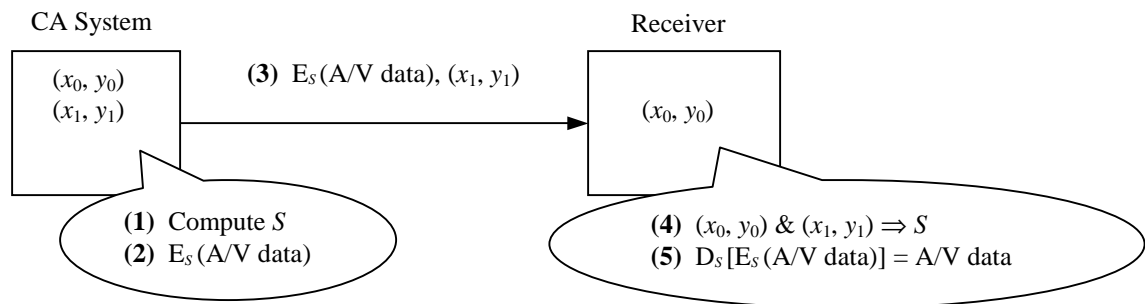 CA System
Receiver
(x₀, y₀)
(x₁, y₁)
(3) Eₛ(A/V data), (x₁, y₁)
(x₀, y₀)
(1) Compute S
(2) Eₛ(A/V data)
(4) (x₀, y₀) & (x₁, y₁) ⇒ S
(5) Dₛ[Eₛ(A/V data)] = A/V data